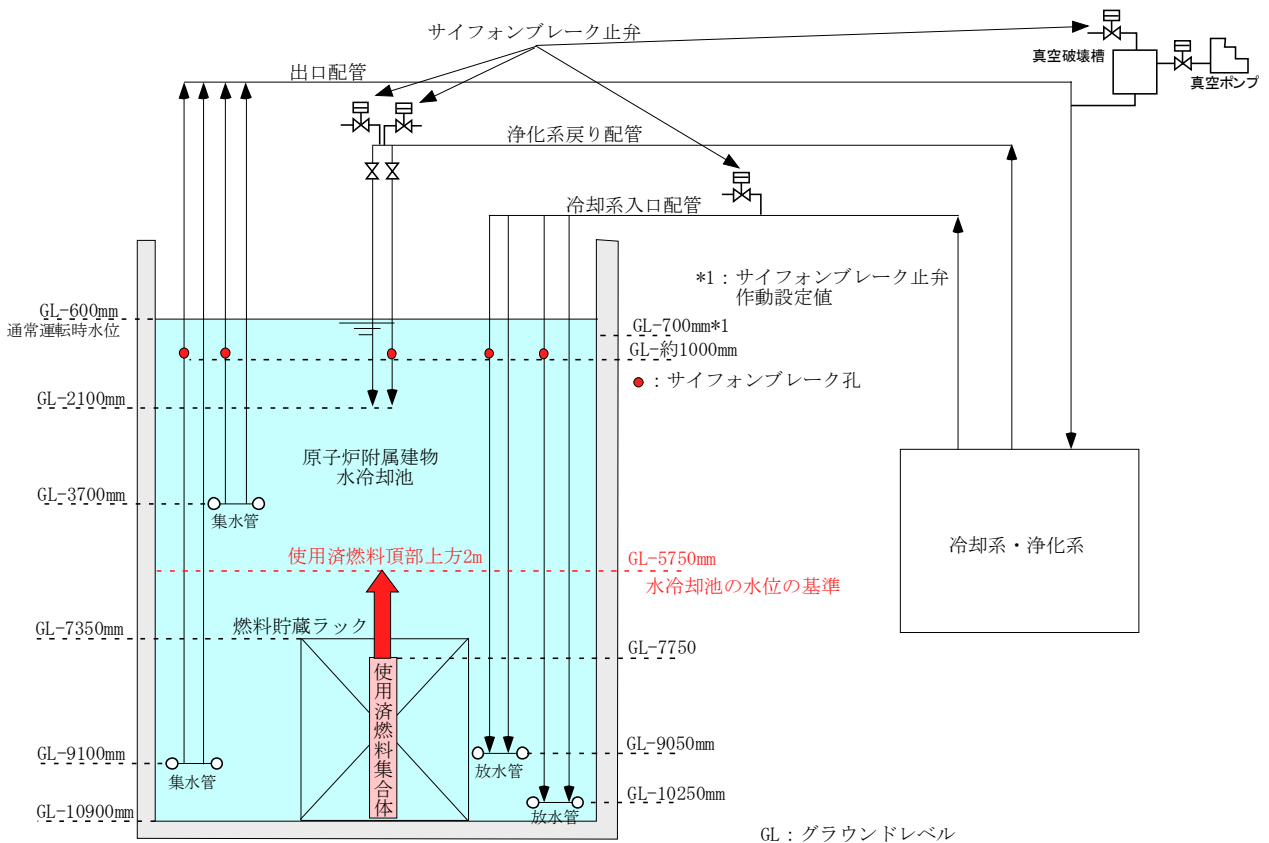 サイフォンブレーク止弁
真空破壊槽
真空ポンプ
出口配管
浄化系戻り配管
冷却系入口配管
*1：サイフォンブレーク止弁
作動設定値
GL-600mm
通常運転時水位
GL-700mm*1
GL-約1000mm
●：サイフォンブレーク孔
GL-2100mm
原子炉附属建物
水冷却池
GL-3700mm
集水管
冷却系・浄化系
使用済燃料頂部上方2m
GL-5750mm
水冷却池の水位の基準
GL-7350mm
燃料貯蔵ラック
GL-7750
使用済燃料集合体
GL-9100mm
集水管
GL-9050mm
放水管
GL-10250mm
放水管
GL-10900mm
GL：グラウンドレベル